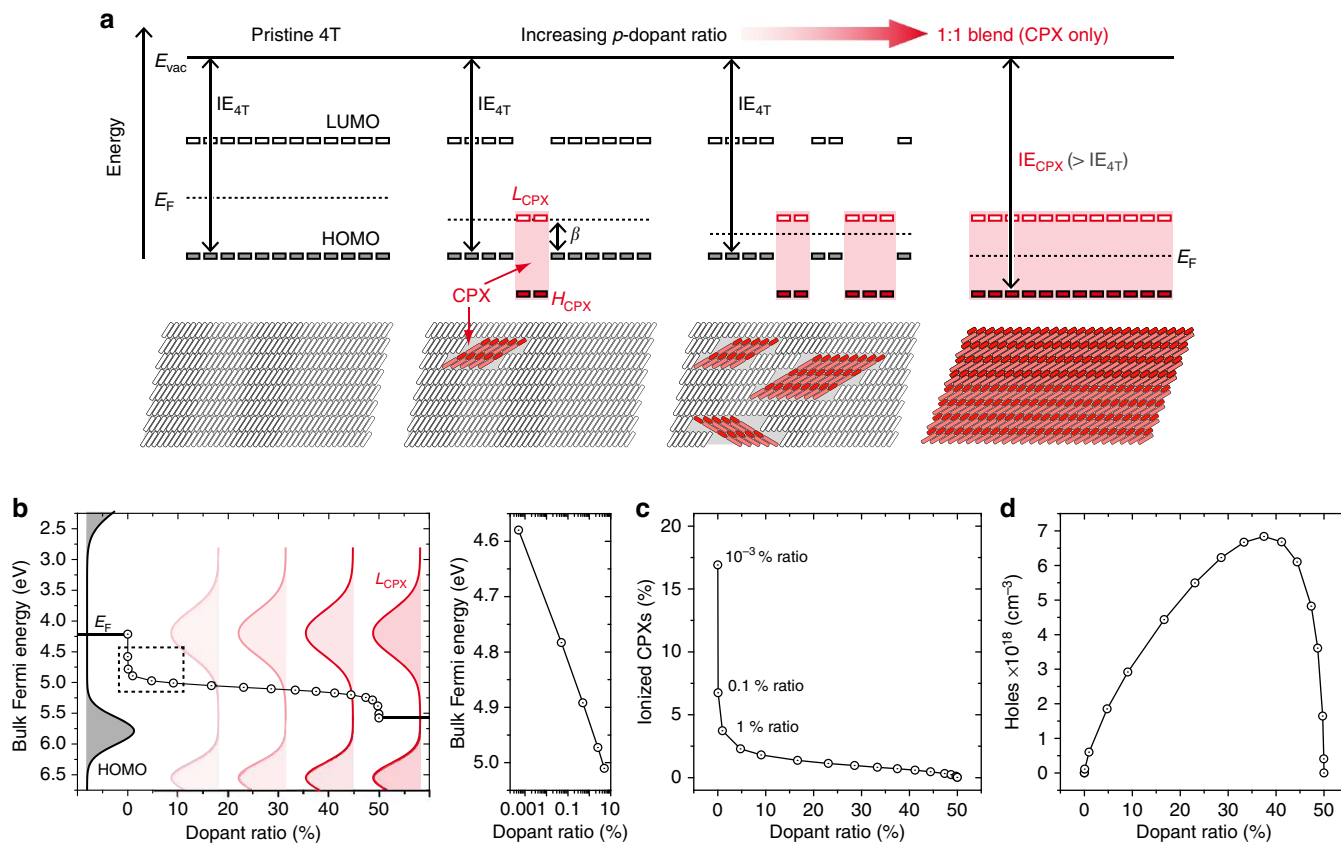 a
Pristine 4T
Increasing p-dopant ratio
1:1 blend (CPX only)
Evac
IE4T
IE4T
IE4T
LUMO
Energy
IECPX (> IE4T)
LCPX
EF
β
HOMO
EF
CPX
HCPX
b
c
d
2.5
3.0
3.5
4.0
4.5
5.0
5.5
6.0
6.5
Bulk Fermi energy (eV)
LCPX
EF
HOMO
0 10 20 30 40 50
Dopant ratio (%)
4.6
4.7
4.8
4.9
5.0
Bulk Fermi energy (eV)
0.001 0.1 10
Dopant ratio (%)
20
15
10
5
0
Ionized CPXs (%)
10−3 % ratio
0.1 % ratio
1 % ratio
0 10 20 30 40 50
Dopant ratio (%)
7
6
5
4
3
2
1
0
Holes ×1018 (cm−3)
0 10 20 30 40 50
Dopant ratio (%)